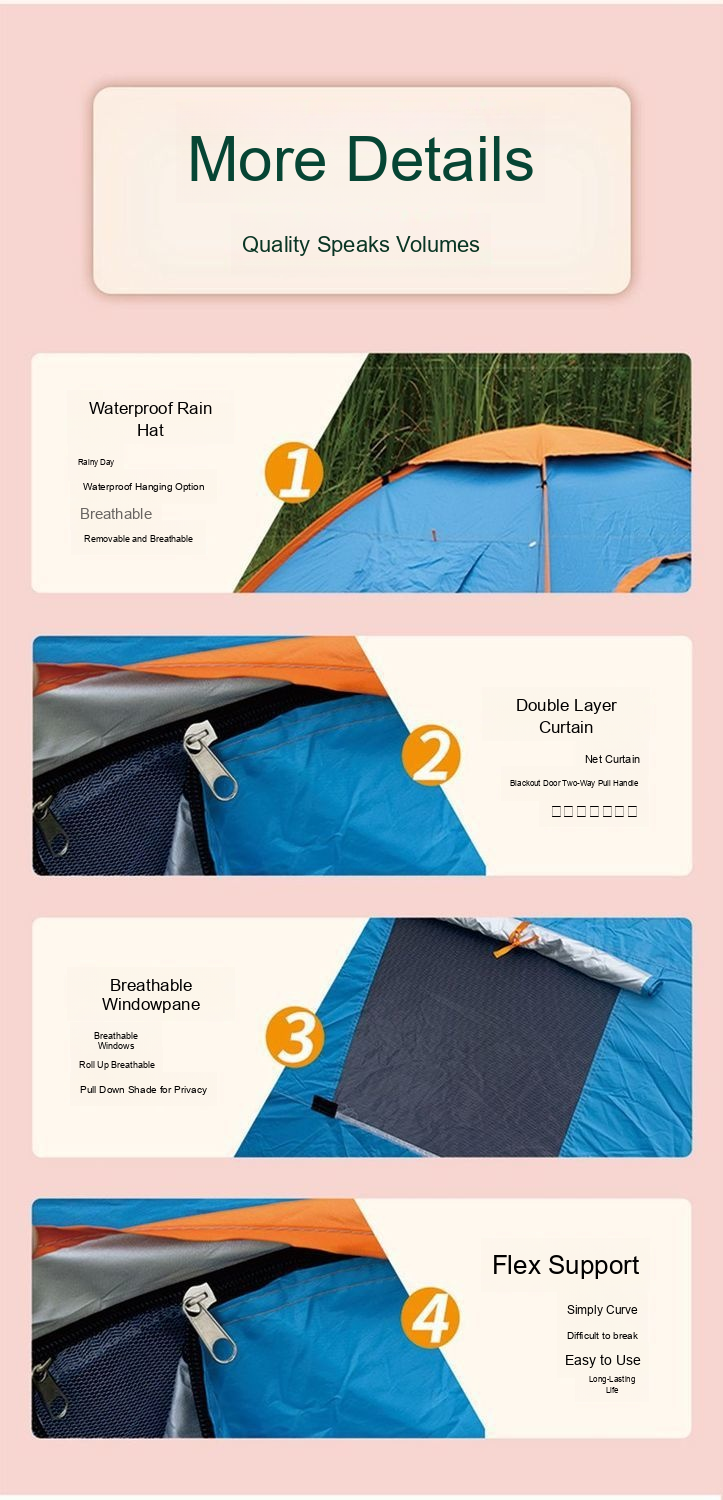 More Details
Quality Speaks Volumes
Waterproof Rain
Hat
Rainy Day
Waterproof Hanging Option
Breathable
Removable and Breathable
1
2
Double Layer
Curtain
Net Curtain
Blackout Door Two-Way Pull Handle
Breathable
Windowpane
Breathable
Windows
Roll Up Breathable
Pull Down Shade for Privacy
3
4
Flex Support
Simply Curve
Difficult to break
Easy to Use
Long-Lasting
Life